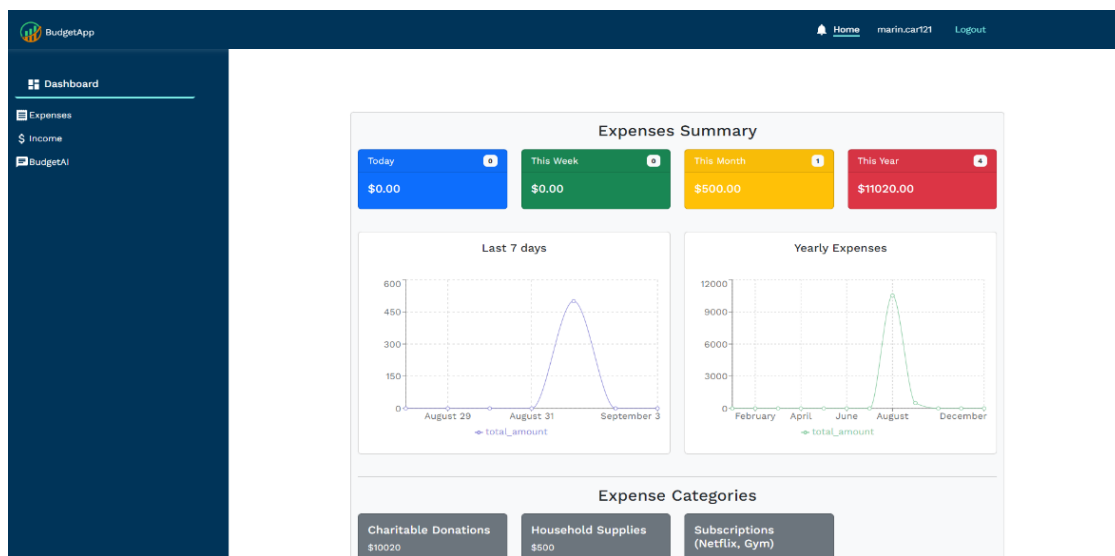 BudgetApp
Home marin.car121 Logout
Dashboard
Expenses
Income
BudgetAI
Expenses Summary
Today 0
$0.00
This Week 0
$0.00
This Month 1
$500.00
This Year 4
$11020.00
Last 7 days
600
450
300
150
0
August 29 August 31 September 3
total_amount
Yearly Expenses
12000
9000
6000
3000
0
February April June August December
total_amount
Expense Categories
Charitable Donations
$10020
Household Supplies
$500
Subscriptions
(Netflix, Gym)